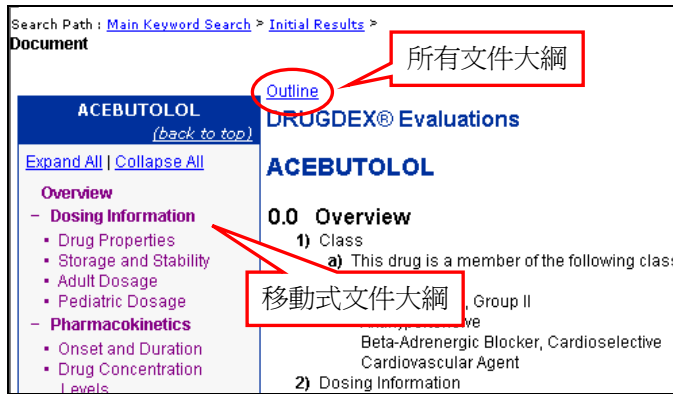 Search Path : Main Keyword Search > Initial Results >
Document
所有文件大綱
Outline
ACEBUTOLOL
(back to top)
Expand All | Collapse All
Overview
− Dosing Information
▪ Drug Properties
▪ Storage and Stability
▪ Adult Dosage
▪ Pediatric Dosage
− Pharmacokinetics
▪ Onset and Duration
▪ Drug Concentration
Levels
DRUGDEX® Evaluations
ACEBUTOLOL
0.0 Overview
1) Class
a) This drug is a member of the following clas
移動式文件大綱
, Group II
Beta-Adrenergic Blocker, Cardioselective
Cardiovascular Agent
2) Dosing Information